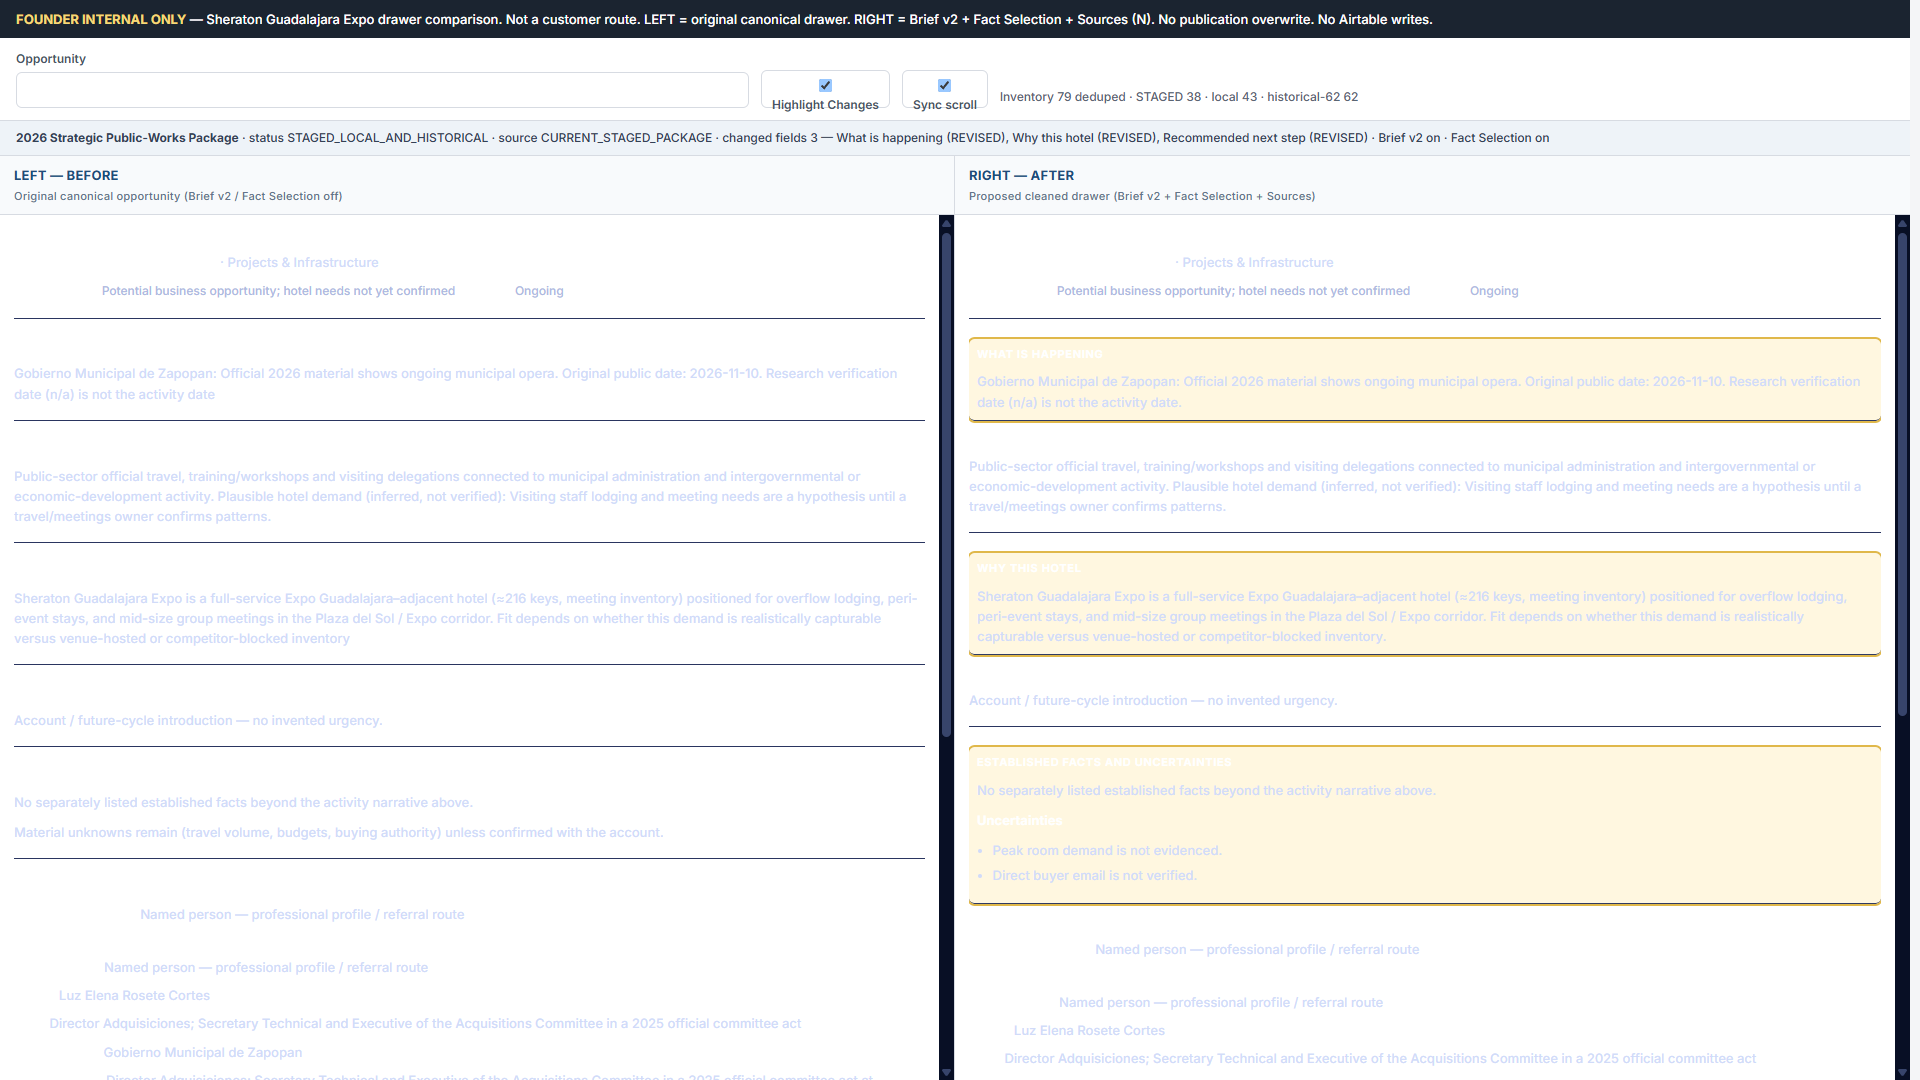 FOUNDER INTERNAL ONLY — Sheraton Guadalajara Expo drawer comparison. Not a customer route. LEFT = original canonical drawer. RIGHT = Brief v2 + Fact Selection + Sources (N). No publication overwrite. No Airtable writes.
Opportunity
Highlight Changes
Sync scroll
Inventory 79 deduped · STAGED 38 · local 43 · historical-62 62
2026 Strategic Public-Works Package · status STAGED_LOCAL_AND_HISTORICAL · source CURRENT_STAGED_PACKAGE · changed fields 3 — What is happening (REVISED), Why this hotel (REVISED), Recommended next step (REVISED) · Brief v2 on · Fact Selection on
LEFT — BEFORE
Original canonical opportunity (Brief v2 / Fact Selection off)
· Projects & Infrastructure
Potential business opportunity; hotel needs not yet confirmed Ongoing
Gobierno Municipal de Zapopan: Official 2026 material shows ongoing municipal opera. Original public date: 2026-11-10. Research verification
date (n/a) is not the activity date
Public-sector official travel, training/workshops and visiting delegations connected to municipal administration and intergovernmental or
economic-development activity. Plausible hotel demand (inferred, not verified): Visiting staff lodging and meeting needs are a hypothesis until a
travel/meetings owner confirms patterns.
Sheraton Guadalajara Expo is a full-service Expo Guadalajara–adjacent hotel (≈216 keys, meeting inventory) positioned for overflow lodging, peri-
event stays, and mid-size group meetings in the Plaza del Sol / Expo corridor. Fit depends on whether this demand is realistically capturable
versus venue-hosted or competitor-blocked inventory
Account / future-cycle introduction — no invented urgency.
No separately listed established facts beyond the activity narrative above.
Material unknowns remain (travel volume, budgets, buying authority) unless confirmed with the account.
Named person — professional profile / referral route
Named person — professional profile / referral route
Luz Elena Rosete Cortes
Director Adquisiciones; Secretary Technical and Executive of the Acquisitions Committee in a 2025 official committee act
Gobierno Municipal de Zapopan
Director Adquisiciones; Secretary Technical and Executive of the Acquisitions Committee in a 2025 official committee act at
RIGHT — AFTER
Proposed cleaned drawer (Brief v2 + Fact Selection + Sources)
· Projects & Infrastructure
Potential business opportunity; hotel needs not yet confirmed Ongoing
WHAT IS HAPPENING
Gobierno Municipal de Zapopan: Official 2026 material shows ongoing municipal opera. Original public date: 2026-11-10. Research verification
date (n/a) is not the activity date.
Public-sector official travel, training/workshops and visiting delegations connected to municipal administration and intergovernmental or
economic-development activity. Plausible hotel demand (inferred, not verified): Visiting staff lodging and meeting needs are a hypothesis until a
travel/meetings owner confirms patterns.
WHY THIS HOTEL
Sheraton Guadalajara Expo is a full-service Expo Guadalajara–adjacent hotel (≈216 keys, meeting inventory) positioned for overflow lodging,
peri-event stays, and mid-size group meetings in the Plaza del Sol / Expo corridor. Fit depends on whether this demand is realistically
capturable versus venue-hosted or competitor-blocked inventory.
Account / future-cycle introduction — no invented urgency.
ESTABLISHED FACTS AND UNCERTAINTIES
No separately listed established facts beyond the activity narrative above.
Uncertainties
• Peak room demand is not evidenced.
• Direct buyer email is not verified.
Named person — professional profile / referral route
Named person — professional profile / referral route
Luz Elena Rosete Cortes
Director Adquisiciones; Secretary Technical and Executive of the Acquisitions Committee in a 2025 official committee act